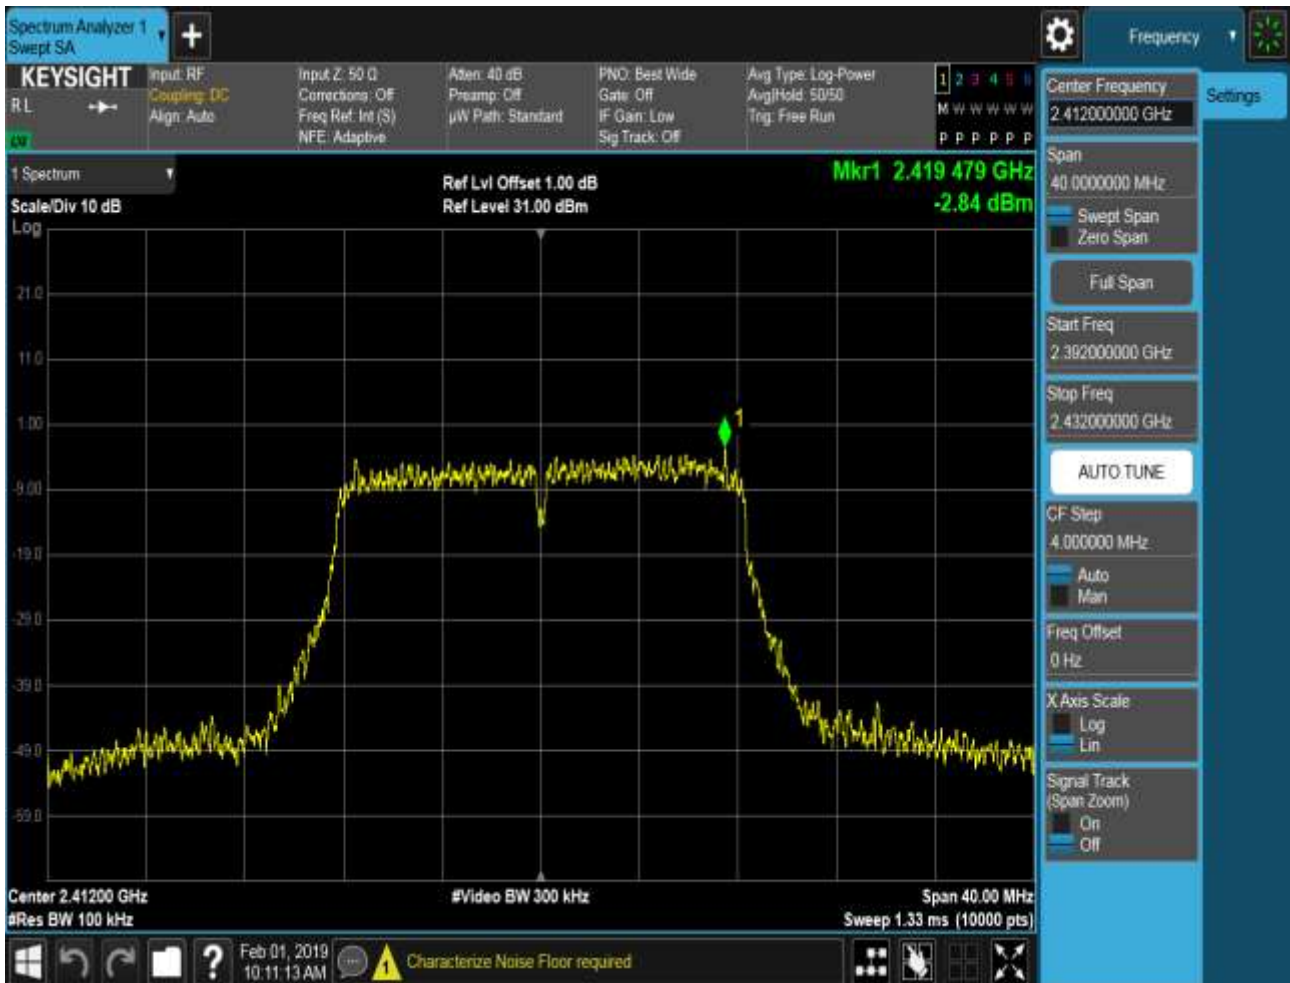 Spectrum Analyzer 1
Swept SA
Frequency
KEYSIGHT
R L
Input: RF
Coupling: DC
Align: Auto
Input Z: 50 Ω
Corrections: Off
Freq Ref: Int (S)
NFE: Adaptive
Atten: 40 dB
Preamp: Off
µW Path: Standard
PNO: Best Wide
Gate: Off
IF Gain: Low
Sig Track: Off
Avg Type: Log-Power
Avg|Hold: 50/50
Trig: Free Run
1 2 3 4 5 6
M W W W W W
P P P P P P
1 Spectrum
Scale/Div 10 dB
Log
Ref Lvl Offset 1.00 dB
Ref Level 31.00 dBm
Mkr1 2.419 479 GHz
-2.84 dBm
21.0
11.0
1.00
-9.00
-19.0
-29.0
-39.0
-49.0
-59.0
1
Center 2.41200 GHz
#Res BW 100 kHz
#Video BW 300 kHz
Span 40.00 MHz
Sweep 1.33 ms (10000 pts)
Feb 01, 2019
10:11:13 AM
Characterize Noise Floor required
Center Frequency
2.412000000 GHz
Settings
Span
40.0000000 MHz
Swept Span
Zero Span
Full Span
Start Freq
2.392000000 GHz
Stop Freq
2.432000000 GHz
AUTO TUNE
CF Step
4.000000 MHz
Auto
Man
Freq Offset
0 Hz
X Axis Scale
Log
Lin
Signal Track
(Span Zoom)
On
Off